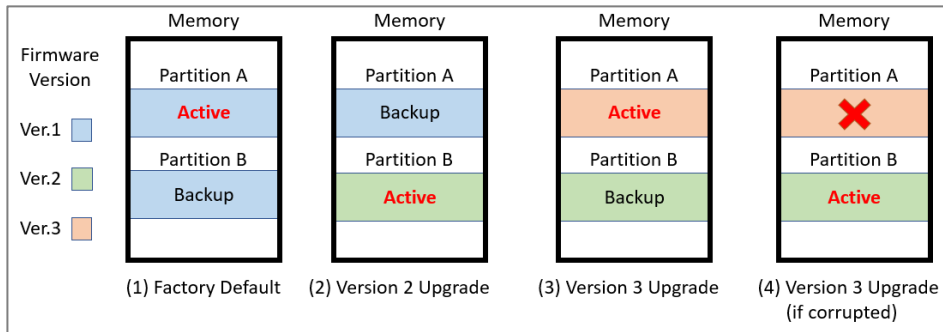 Firmware
Version
Ver.1
Ver.2
Ver.3
Memory
Partition A
Active
Partition B
Backup
(1) Factory Default
Memory
Partition A
Backup
Partition B
Active
(2) Version 2 Upgrade
Memory
Partition A
Active
Partition B
Backup
(3) Version 3 Upgrade
Memory
Partition A
Partition B
Active
(4) Version 3 Upgrade
(if corrupted)